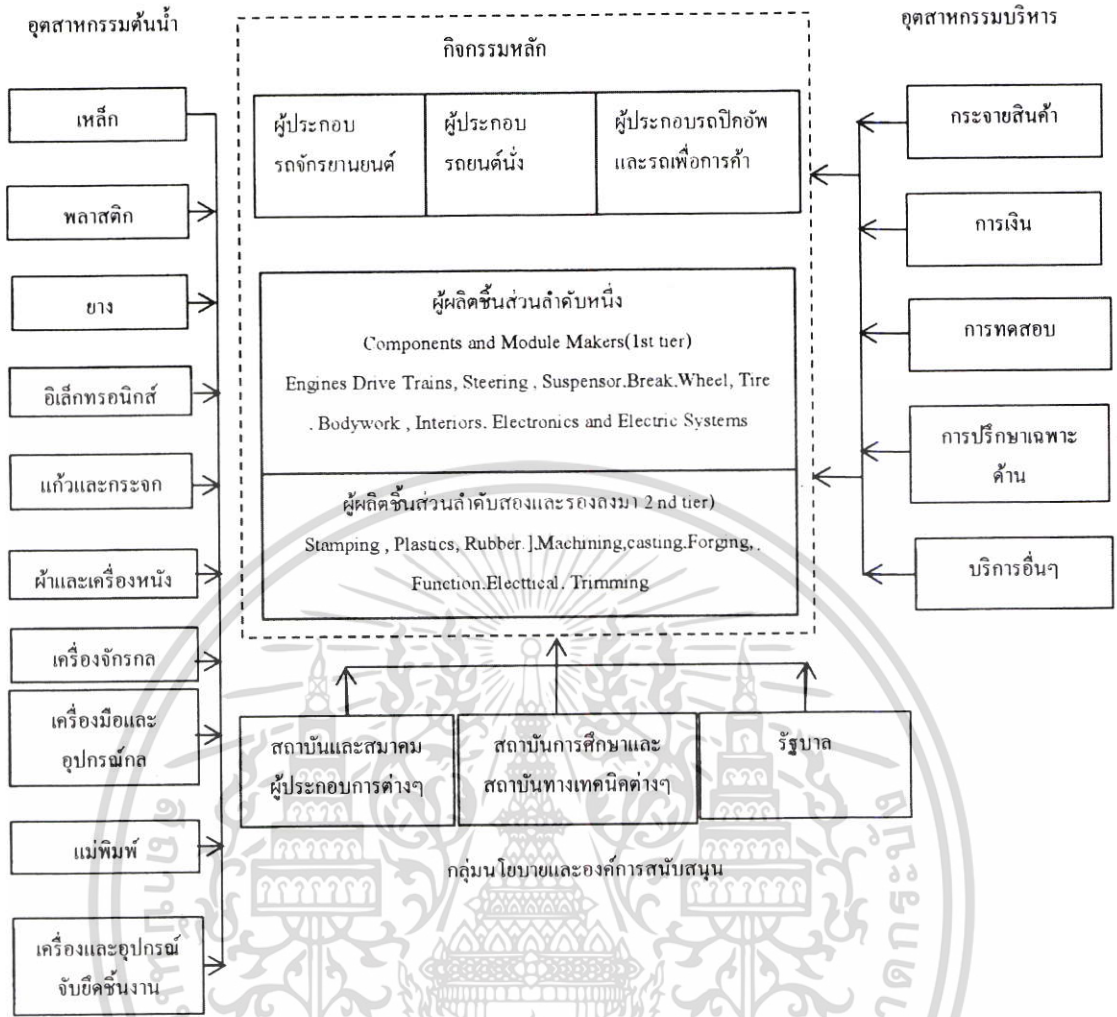 อุตสาหกรรมต้นน้ำ
เหล็ก
พลาสติก
ยาง
อิเล็กทรอนิกส์
แก้วและกระจก
ผ้าและเครื่องหนัง
เครื่องจักรกล
เครื่องมือและ
อุปกรณ์กล
แม่พิมพ์
เครื่องและอุปกรณ์
จับยึดชิ้นงาน
กิจกรรมหลัก
ผู้ประกอบ
รถจักรยานยนต์
ผู้ประกอบ
รถยนต์นั่ง
ผู้ประกอบรถปิกอัพ
และรถเพื่อการค้า
ผู้ผลิตชิ้นส่วนลำดับหนึ่ง
Components and Module Makers(1st tier)
Engines Drive Trains, Steering , Suspensor.Break.Wheel, Tire
. Bodywork , Interiors. Electronics and Electric Systems
ผู้ผลิตชิ้นส่วนลำดับสองและรองลงมา 2 nd tier)
Stamping , Plastics, Rubber.].Machining,casting.Forging, .
Function.Electtical. Trimming
สถาบันและสมาคม
ผู้ประกอบการต่างๆ
สถาบันการศึกษาและ
สถาบันทางเทคนิคต่างๆ
รัฐบาล
กลุ่มนโยบายและองค์การสนับสนุน
อุตสาหกรรมบริหาร
กระจายสินค้า
การเงิน
การทดสอบ
การปรึกษาเฉพาะ
ด้าน
บริการอื่นๆ